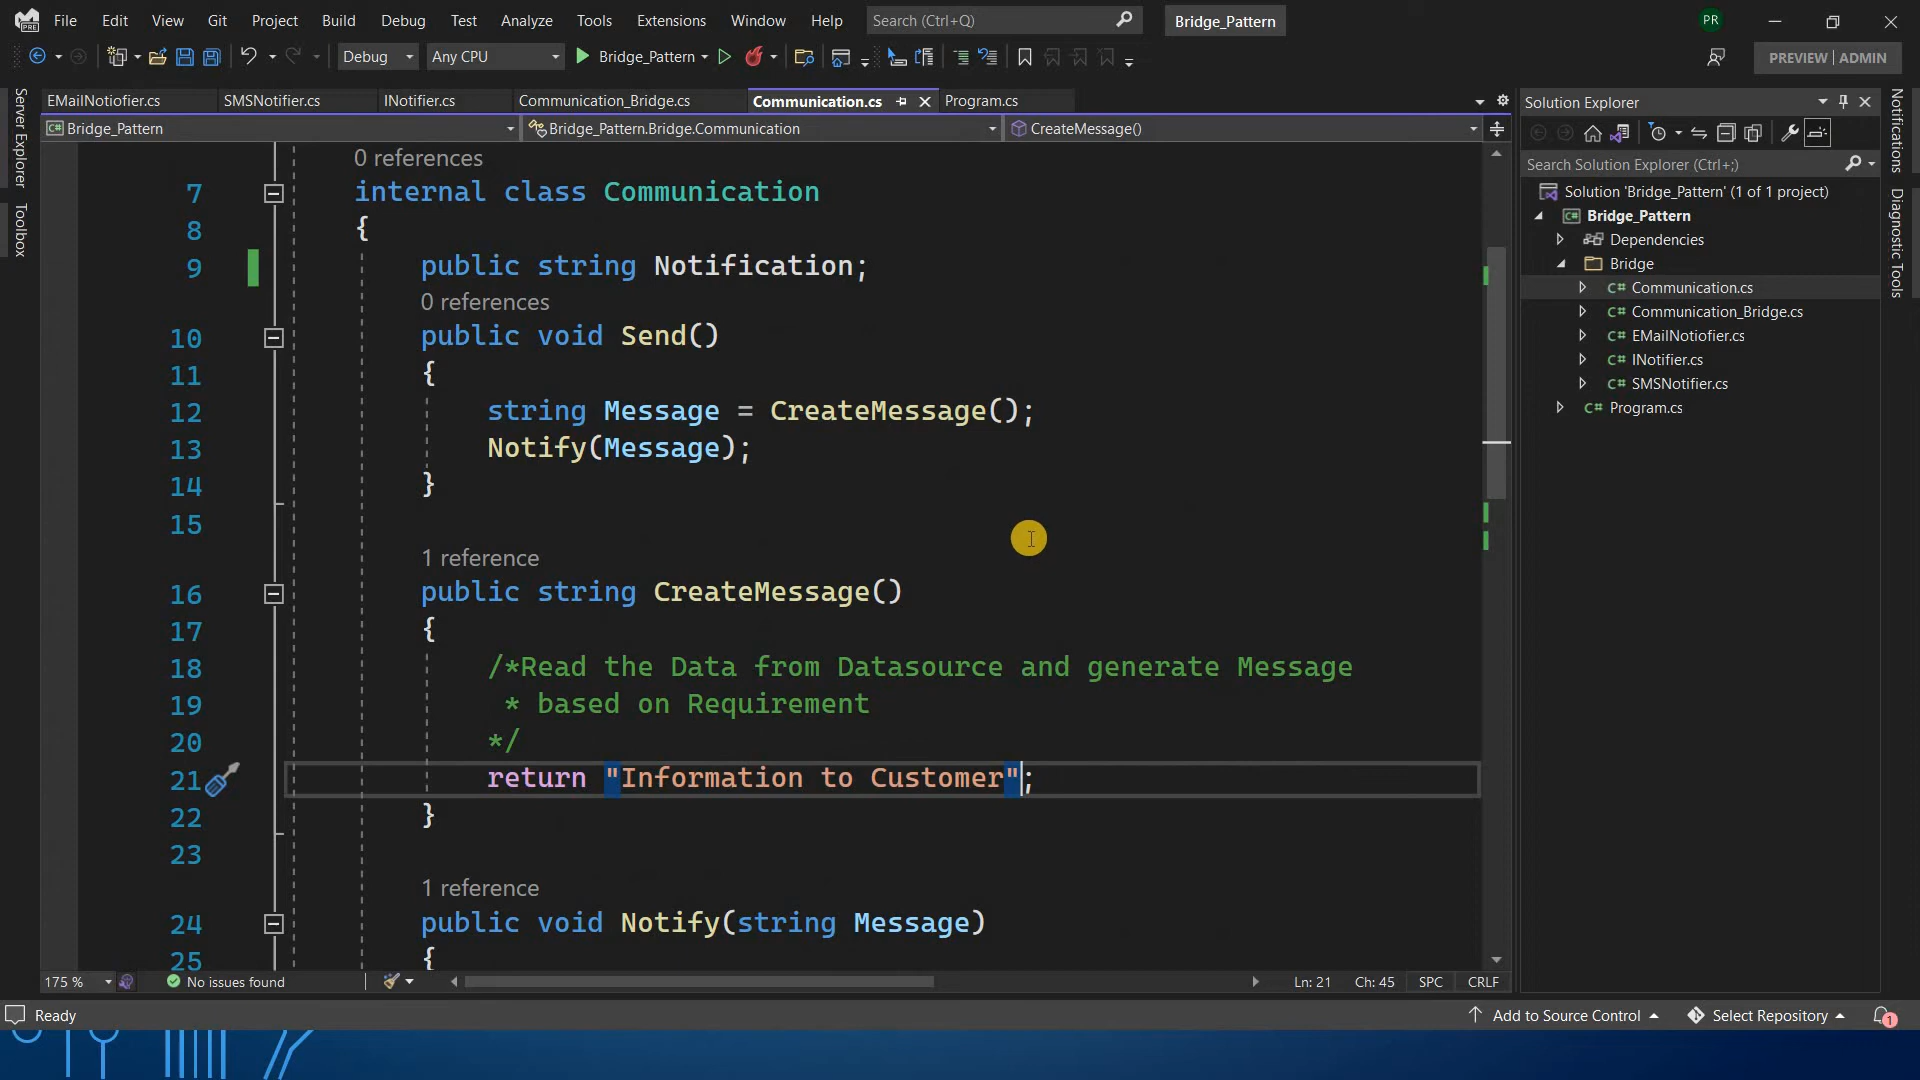 File Edit View Git Project Build Debug Test Analyze Tools Extensions Window Help Search (Ctrl+Q) Bridge_Pattern PR
Debug Any CPU Bridge_Pattern PREVIEW | ADMIN
EMailNotiofier.cs SMSNotifier.cs INotifier.cs Communication_Bridge.cs Communication.cs Program.cs
Bridge_Pattern Bridge_Pattern.Bridge.Communication CreateMessage()
Server Explorer
Toolbox
0 references
7 internal class Communication
8 {
9 public string Notification;
0 references
10 public void Send()
11 {
12 string Message = CreateMessage();
13 Notify(Message);
14 }
15
1 reference
16 public string CreateMessage()
17 {
18 /*Read the Data from Datasource and generate Message
19 * based on Requirement
20 */
21 return "Information to Customer";
22 }
23
1 reference
24 public void Notify(string Message)
25 {
175 % No issues found Ln: 21 Ch: 45 SPC CRLF
Solution Explorer
Search Solution Explorer (Ctrl+;)
Solution 'Bridge_Pattern' (1 of 1 project)
Bridge_Pattern
Dependencies
Bridge
C# Communication.cs
C# Communication_Bridge.cs
C# EMailNotiofier.cs
C# INotifier.cs
C# SMSNotifier.cs
C# Program.cs
Notifications
Diagnostic Tools
Ready Add to Source Control Select Repository 1